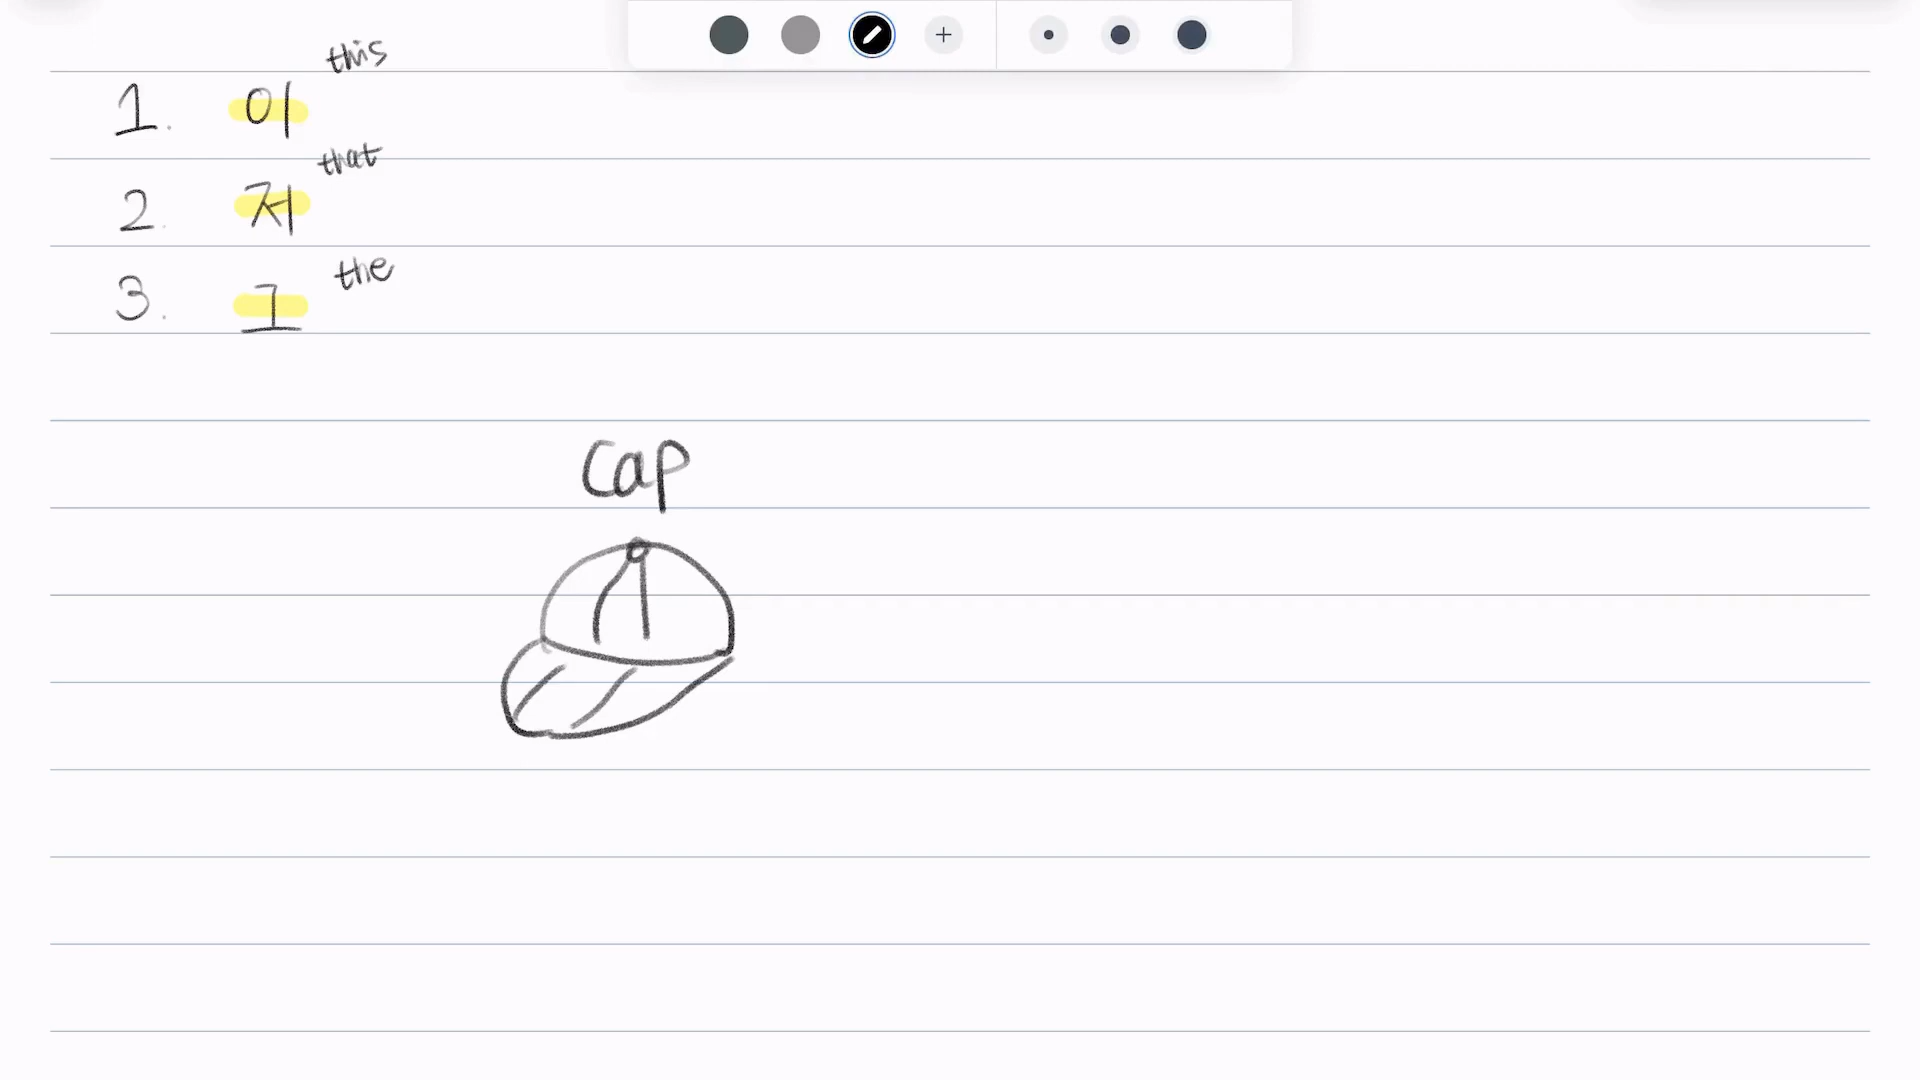 this
1. 이
that
2. 저
the
3. 그
Cap